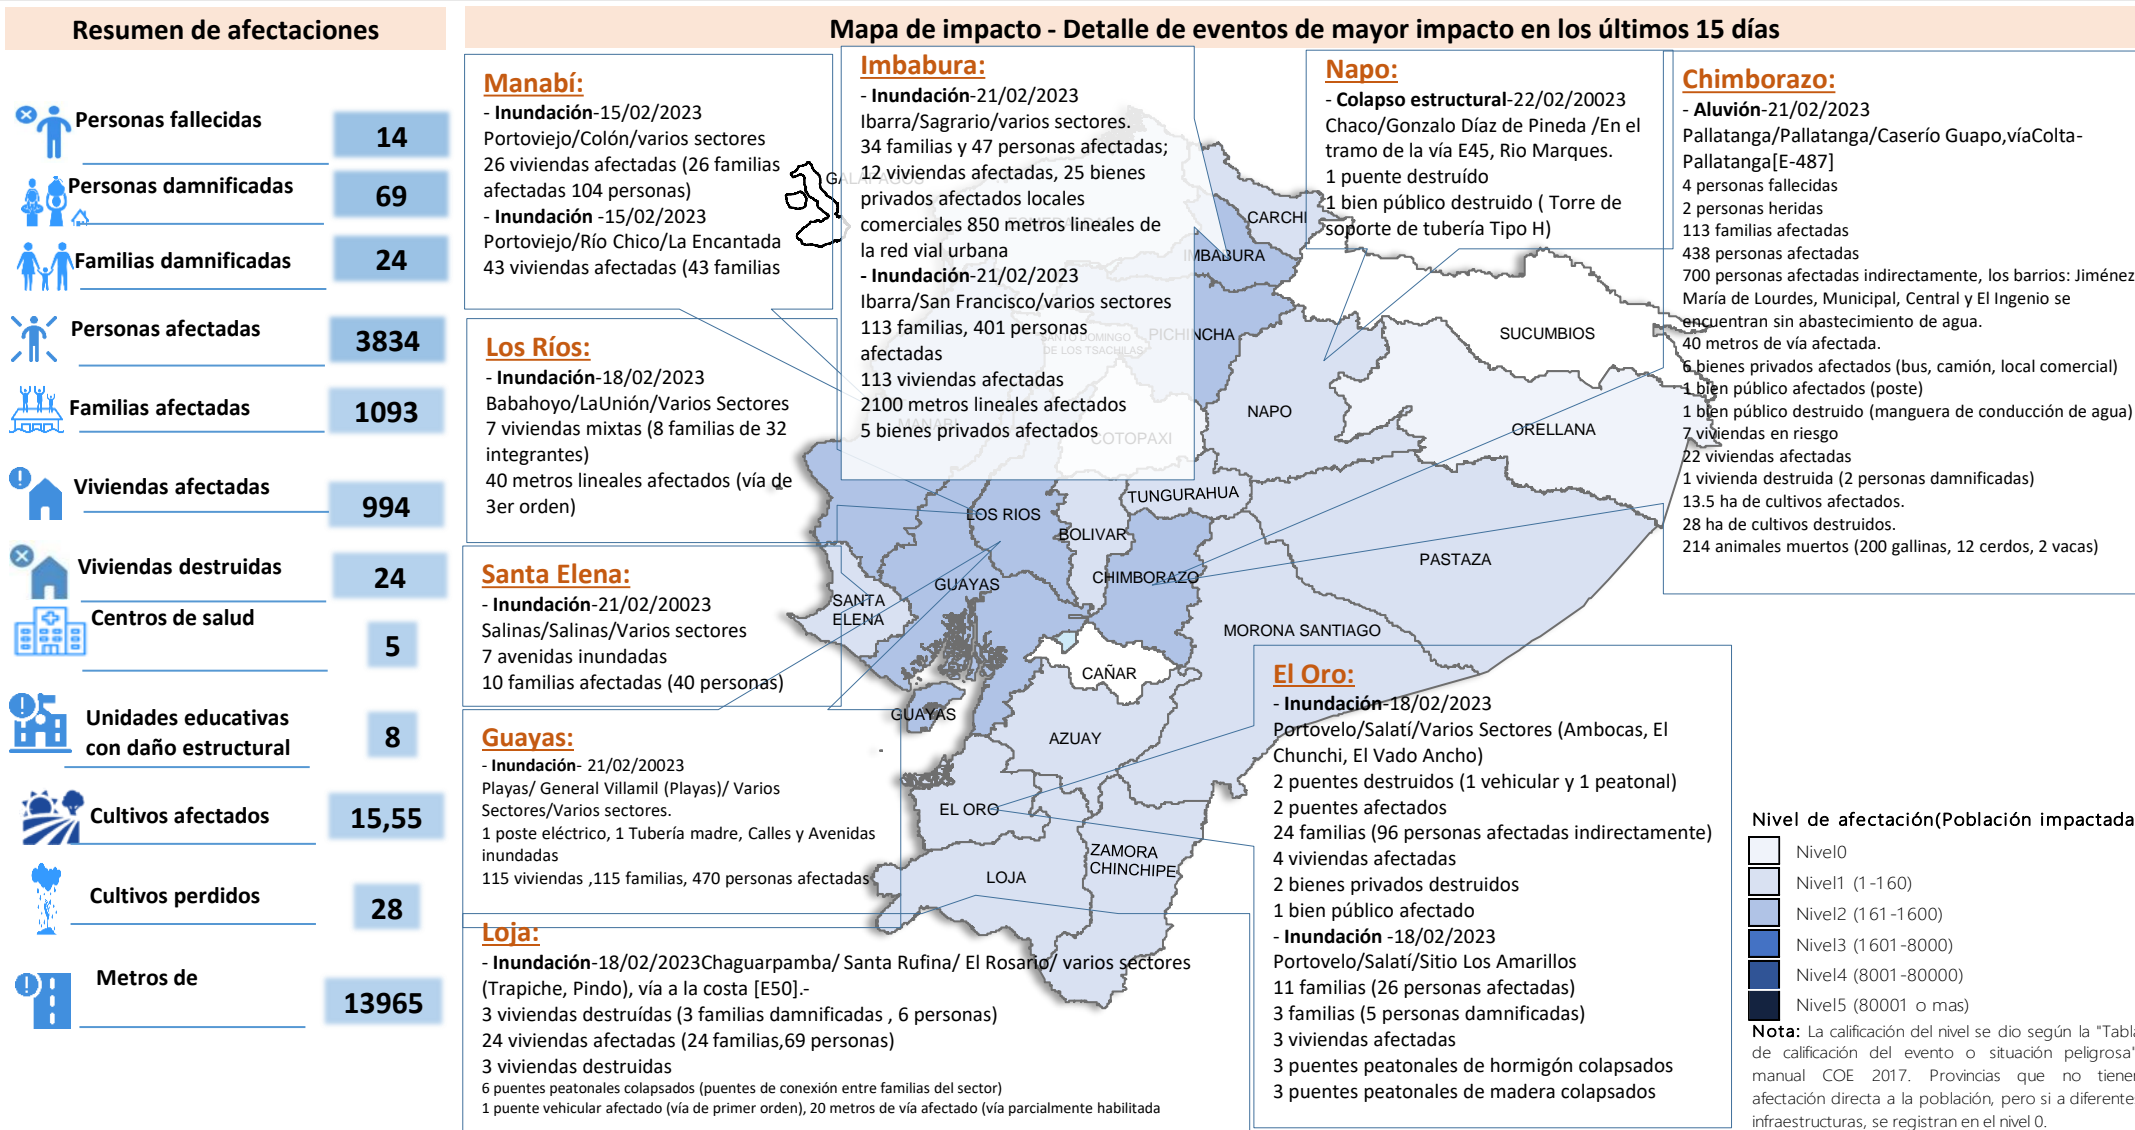 Resumen de afectaciones
Personas fallecidas
14
Personas damnificadas
69
Familias damnificadas
24
Personas afectadas
3834
Familias afectadas
1093
Viviendas afectadas
994
Viviendas destruidas
24
Centros de salud
5
Unidades educativas
con daño estructural
8
Cultivos afectados
15,55
Cultivos perdidos
28
Metros de
13965
Mapa de impacto - Detalle de eventos de mayor impacto en los últimos 15 días
Manabí:
- Inundación-15/02/2023
Portoviejo/Colón/varios sectores
26 viviendas afectadas (26 familias
afectadas 104 personas)
- Inundación -15/02/2023
Portoviejo/Río Chico/La Encantada
43 viviendas afectadas (43 familias
Los Ríos:
- Inundación-18/02/2023
Babahoyo/LaUnión/Varios Sectores
7 viviendas mixtas (8 familias de 32
integrantes)
40 metros lineales afectados (vía de
3er orden)
Santa Elena:
- Inundación-21/02/20023
Salinas/Salinas/Varios sectores
7 avenidas inundadas
10 familias afectadas (40 personas)
Guayas:
- Inundación- 21/02/20023
Playas/ General Villamil (Playas)/ Varios
Sectores/Varios sectores.
1 poste eléctrico, 1 Tubería madre, Calles y Avenidas
inundadas
115 viviendas ,115 familias, 470 personas afectadas
Loja:
- Inundación-18/02/2023Chaguarpamba/ Santa Rufina/ El Rosario/ varios sectores
(Trapiche, Pindo), vía a la costa [E50].-
3 viviendas destruídas (3 familias damnificadas , 6 personas)
24 viviendas afectadas (24 familias,69 personas)
3 viviendas destruidas
6 puentes peatonales colapsados (puentes de conexión entre familias del sector)
1 puente vehicular afectado (vía de primer orden), 20 metros de vía afectado (vía parcialmente habilitada
Imbabura:
- Inundación-21/02/2023
Ibarra/Sagrario/varios sectores.
34 familias y 47 personas afectadas;
12 viviendas afectadas, 25 bienes
privados afectados locales
comerciales 850 metros lineales de
la red vial urbana
- Inundación-21/02/2023
Ibarra/San Francisco/varios sectores
113 familias, 401 personas
afectadas
113 viviendas afectadas
2100 metros lineales afectados
5 bienes privados afectados
Napo:
- Colapso estructural-22/02/20023
Chaco/Gonzalo Díaz de Pineda /En el
tramo de la vía E45, Rio Marques.
1 puente destruído
1 bien público destruido ( Torre de
soporte de tubería Tipo H)
Chimborazo:
- Aluvión-21/02/2023
Pallatanga/Pallatanga/Caserío Guapo,víaColta-
Pallatanga[E-487]
4 personas fallecidas
2 personas heridas
113 familias afectadas
438 personas afectadas
700 personas afectadas indirectamente, los barrios: Jiménez
María de Lourdes, Municipal, Central y El Ingenio se
encuentran sin abastecimiento de agua.
40 metros de vía afectada.
6 bienes privados afectados (bus, camión, local comercial)
1 bien público afectados (poste)
1 bien público destruido (manguera de conducción de agua)
7 viviendas en riesgo
22 viviendas afectadas
1 vivienda destruida (2 personas damnificadas)
13.5 ha de cultivos afectados.
28 ha de cultivos destruidos.
214 animales muertos (200 gallinas, 12 cerdos, 2 vacas)
El Oro:
- Inundación-18/02/2023
Portovelo/Salatí/Varios Sectores (Ambocas, El
Chunchi, El Vado Ancho)
2 puentes destruidos (1 vehicular y 1 peatonal)
2 puentes afectados
24 familias (96 personas afectadas indirectamente)
4 viviendas afectadas
2 bienes privados destruidos
1 bien público afectado
- Inundación -18/02/2023
Portovelo/Salatí/Sitio Los Amarillos
11 familias (26 personas afectadas)
3 familias (5 personas damnificadas)
3 viviendas afectadas
3 puentes peatonales de hormigón colapsados
3 puentes peatonales de madera colapsados
GALAPAGOS
CARCHI
IMBABURA
SUCUMBIOS
PICHINCHA
SANTO DOMINGO
DE LOS TSACHILAS
NAPO
ORELLANA
MANABI
COTOPAXI
TUNGURAHUA
LOS RIOS
BOLIVAR
PASTAZA
CHIMBORAZO
GUAYAS
SANTA
ELENA
MORONA SANTIAGO
CAÑAR
GUAYAS
AZUAY
EL ORO
ZAMORA
CHINCHIPE
LOJA
Nivel de afectación(Población impactada
Nivel0
Nivel1 (1-160)
Nivel2 (161-1600)
Nivel3 (1601-8000)
Nivel4 (8001-80000)
Nivel5 (80001 o mas)
Nota: La calificación del nivel se dio según la "Tabla
de calificación del evento o situación peligrosa"
manual COE 2017. Provincias que no tienen
afectación directa a la población, pero si a diferentes
infraestructuras, se registran en el nivel 0.